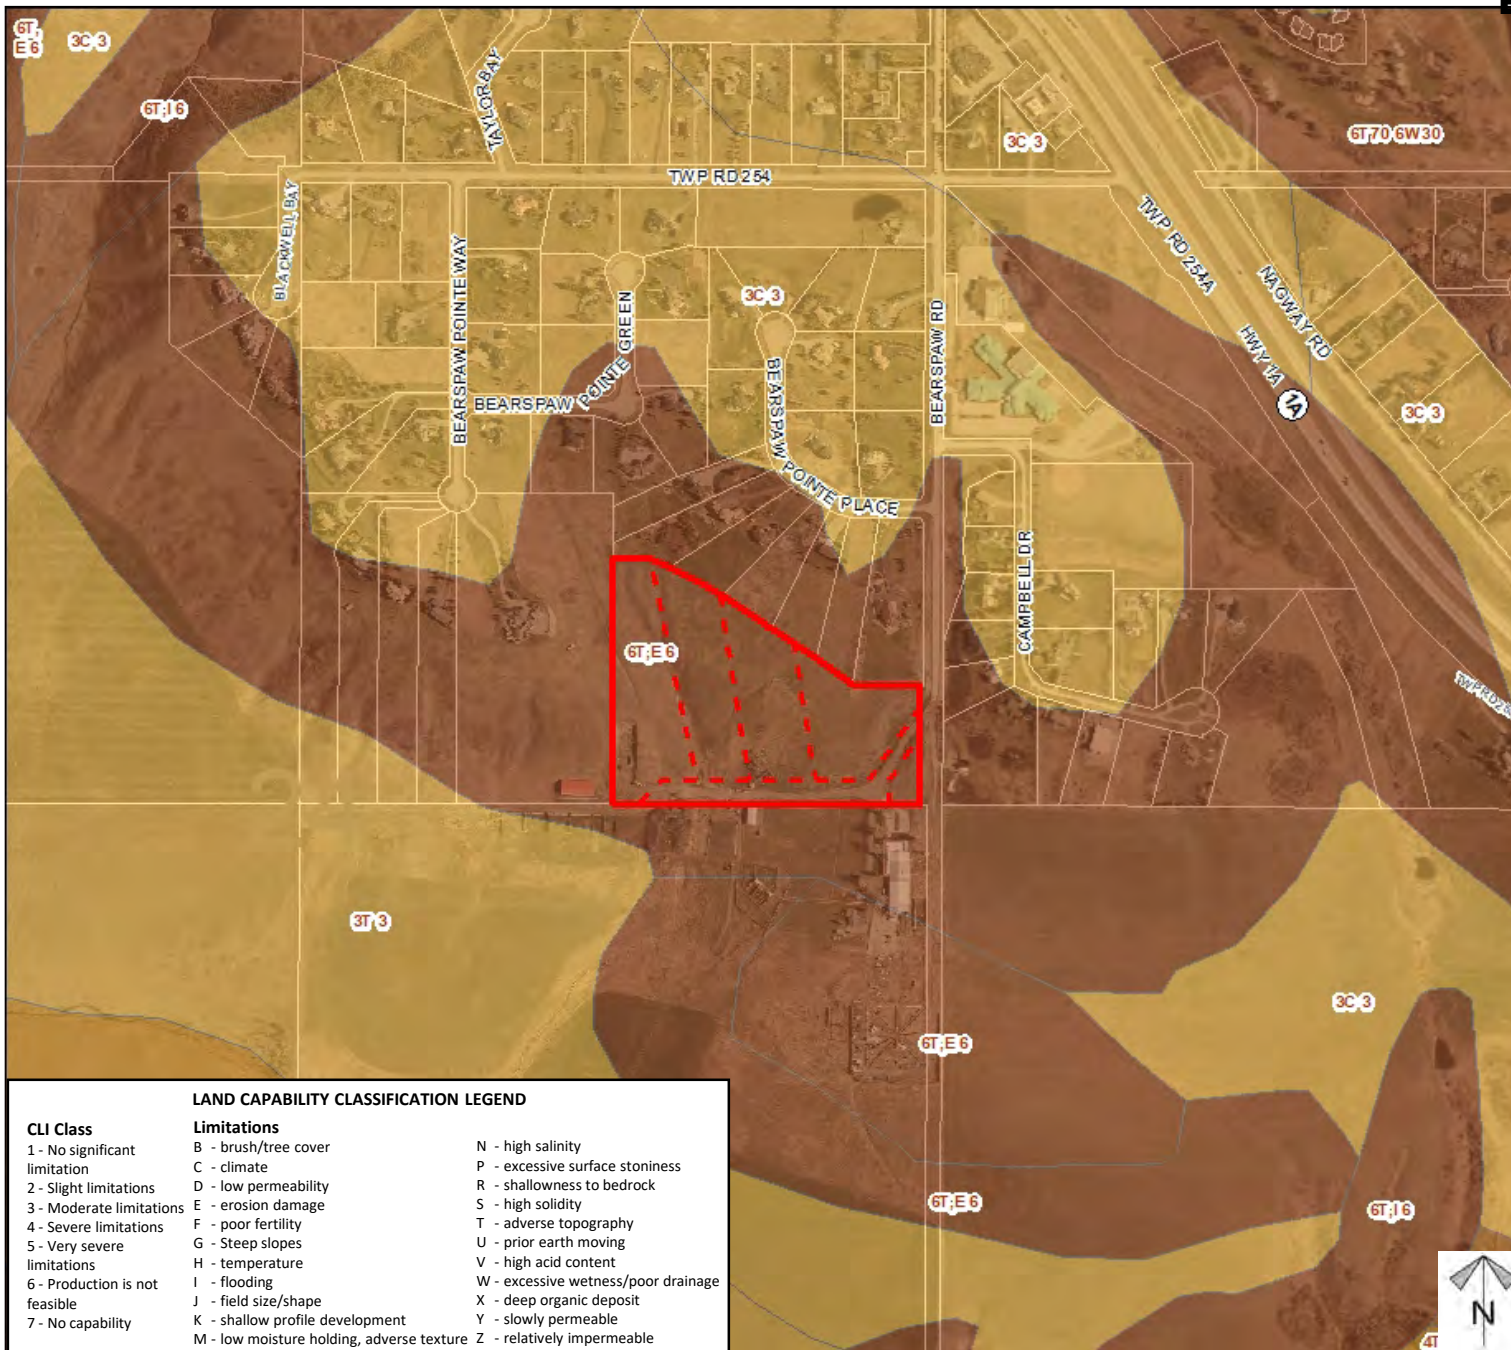 6T,
E 6
3C 3
6T;I 6
TAYLOR BAY
3C 3
6T,70 6W30
TWP RD 254
BLACKWELL BAY
BEARSPAW POINTE WAY
TWP RD 254A
NAGWAY RD
3C 3
BEARSPAW RD
HWY 1A
1A
BEARSPAW POINTE GREEN
BEARSPAW POINTE PLACE
3C 3
CAMPBELL DR
6T;E 6
3T 3
3C 3
6T;E 6
6T;E 6
6T;I 6
4T
LAND CAPABILITY CLASSIFICATION LEGEND
CLI Class
1 - No significant
limitation
2 - Slight limitations
3 - Moderate limitations
4 - Severe limitations
5 - Very severe
limitations
6 - Production is not
feasible
7 - No capability
Limitations
B - brush/tree cover
C - climate
D - low permeability
E - erosion damage
F - poor fertility
G - Steep slopes
H - temperature
I - flooding
J - field size/shape
K - shallow profile development
M - low moisture holding, adverse texture
N - high salinity
P - excessive surface stoniness
R - shallowness to bedrock
S - high solidity
T - adverse topography
U - prior earth moving
V - high acid content
W - excessive wetness/poor drainage
X - deep organic deposit
Y - slowly permeable
Z - relatively impermeable
N